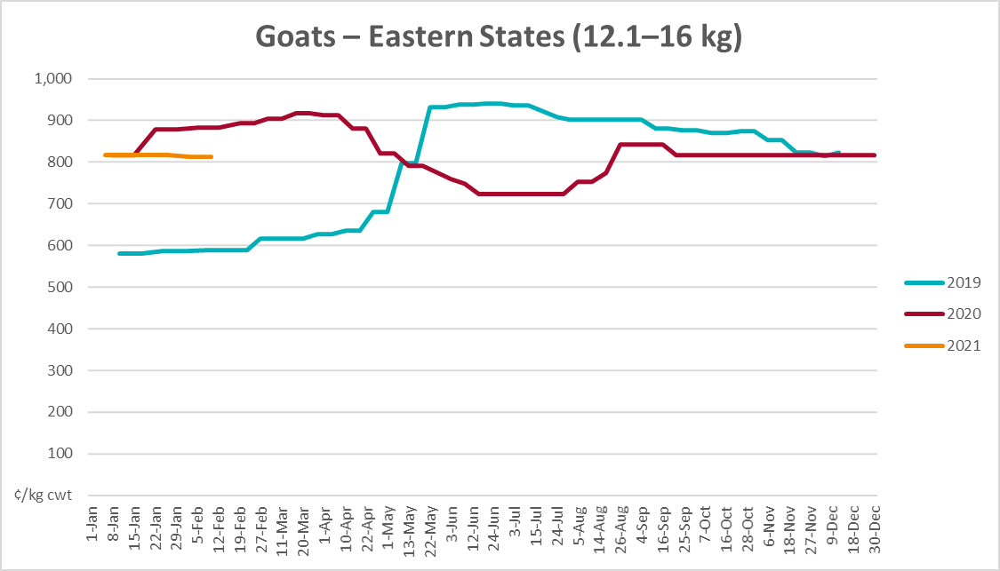 Goats – Eastern States (12.1–16 kg)
1,000
900
800
700
600
500
400
300
200
100
¢/kg cwt
1-Jan
8-Jan
15-Jan
22-Jan
29-Jan
5-Feb
12-Feb
19-Feb
27-Feb
11-Mar
20-Mar
1-Apr
10-Apr
22-Apr
1-May
13-May
22-May
3-Jun
12-Jun
24-Jun
3-Jul
15-Jul
24-Jul
5-Aug
14-Aug
26-Aug
4-Sep
16-Sep
25-Sep
7-Oct
16-Oct
28-Oct
6-Nov
18-Nov
27-Nov
9-Dec
18-Dec
30-Dec
2019
2020
2021